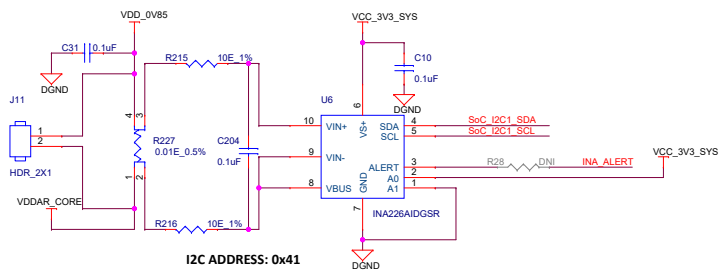 VDD_0V85
VCC_3V3_SYS
C31
0.1uF
DGND
R215
10E_1%
C10
0.1uF
DGND
J11
1
2
HDR_2X1
4
3
R227
0.01E_0.5%
1
2
C204
0.1uF
U6
6
10
VIN+
VS+
SDA
4
SoC_I2C1_SDA
SCL
5
SoC_I2C1_SCL
9
VIN-
ALERT
3
R28
DNI
INA_ALERT
VCC_3V3_SYS
8
VBUS
GND
A0
2
A1
1
7
INA226AIDGSR
VDDAR_CORE
R216
10E_1%
DGND
I2C ADDRESS: 0x41